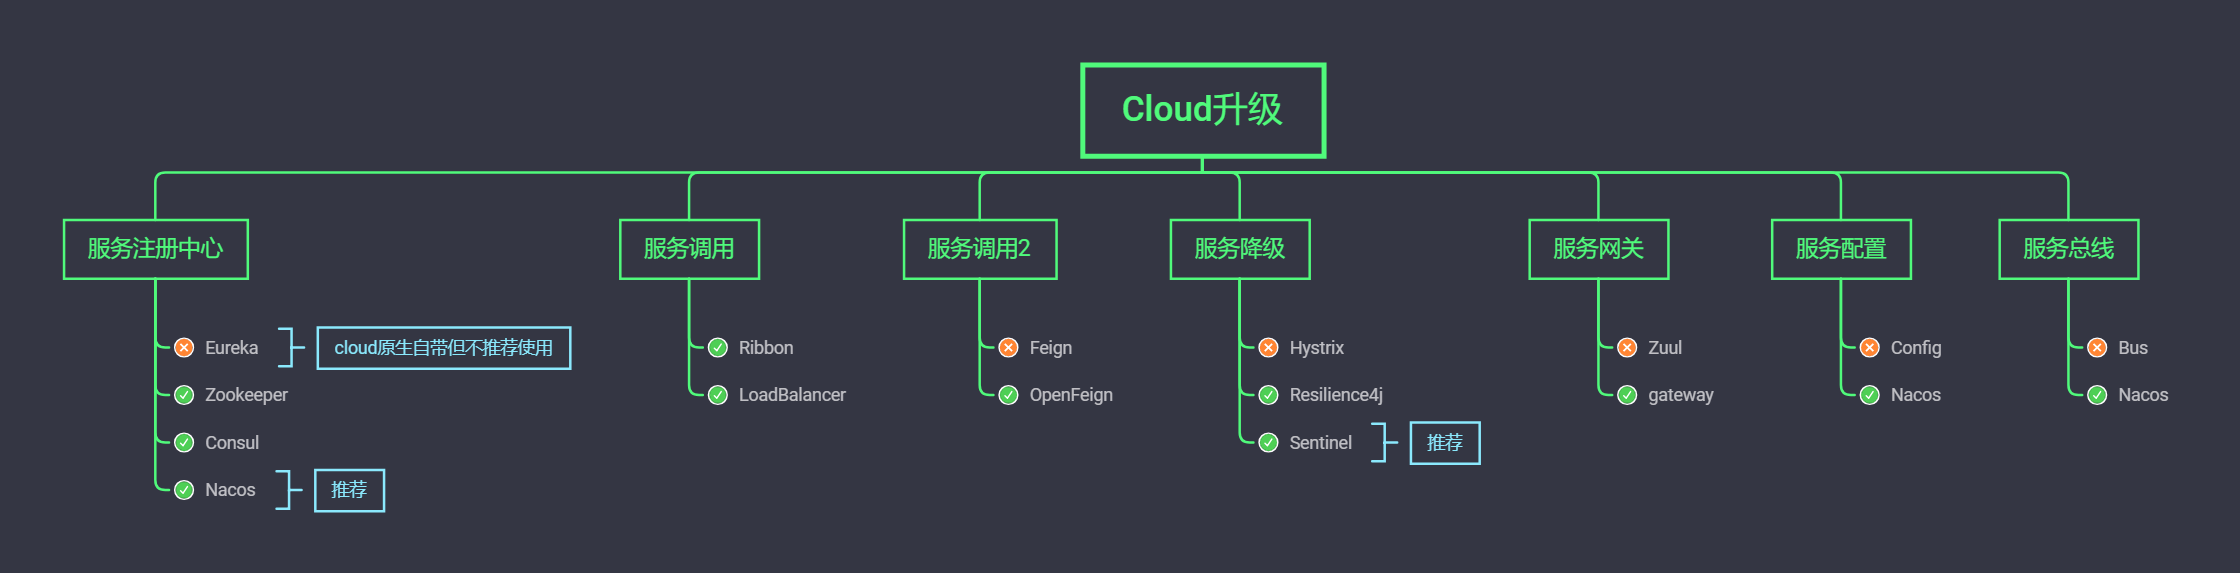 Cloud升级
服务注册中心
Eureka
cloud原生自带但不推荐使用
Zookeeper
Consul
Nacos
推荐
服务调用
Ribbon
LoadBalancer
服务调用2
Feign
OpenFeign
服务降级
Hystrix
Resilience4j
Sentinel
推荐
服务网关
Zuul
gateway
服务配置
Config
Nacos
服务总线
Bus
Nacos